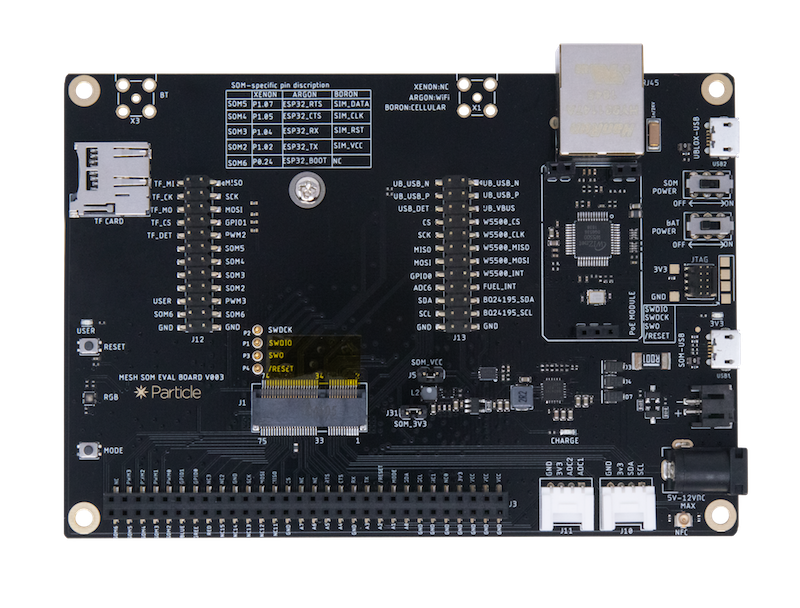 BT
X3
SOM-specific pin discription
XENON ARGON BORON
SOM5 P1.07 ESP32_RTS SIM_DATA
SOM4 P1.05 ESP32_CTS SIM_CLK
SOM3 P1.04 ESP32_RX SIM_RST
SOM2 P1.02 ESP32_TX SIM_VCC
SOM6 P0.24 ESP32_BOOT NC
XENON:NC
ARGON:WiFi
BORON:CELLULAR
X1
RJ45
UBLOX-USB
USB2
TF CARD
TF_MI MISO
TF_CK SCK
TF_MO MOSI
TF_CS GPIO1
TF_DET PWM2
SOM5
SOM4
SOM3
SOM2
USER PWM3
SOM6 SOM6
GND GND
J12
UB_USB_N UB_USB_N
UB_USB_P UB_USB_P
USB_DET UB_VBUS
CS W5500_CS
SCK W5500_CLK
MISO W5500_MISO
MOSI W5500_MOSI
GPIO0 W5500_INT
ADC6 FUEL_INT
SDA BQ24195_SDA
SCL BQ24195_SCL
GND GND
J13
PoE MODULE
SOM POWER
OFF ON
BAT POWER
OFF ON
JTAG
3V3
GND
SWDIO
SWDCK
SWO
/RESET
3V3
SOM-USB
USB1
USER
RESET
RGB
MODE
P2 SWDCK
P1 SWDIO
P3 SWO
P4 /RESET
74 34
MESH SOM EVAL BOARD V003
Particle
J1
75 33 1
SOM_VCC
J5
L2
J31
SOM_3V3
CHARGE
J3
GND
3V3
ADC2
ADC1
J11
GND
3v3
SDA
SCL
J10
5V-12VDC
MAX
NFC